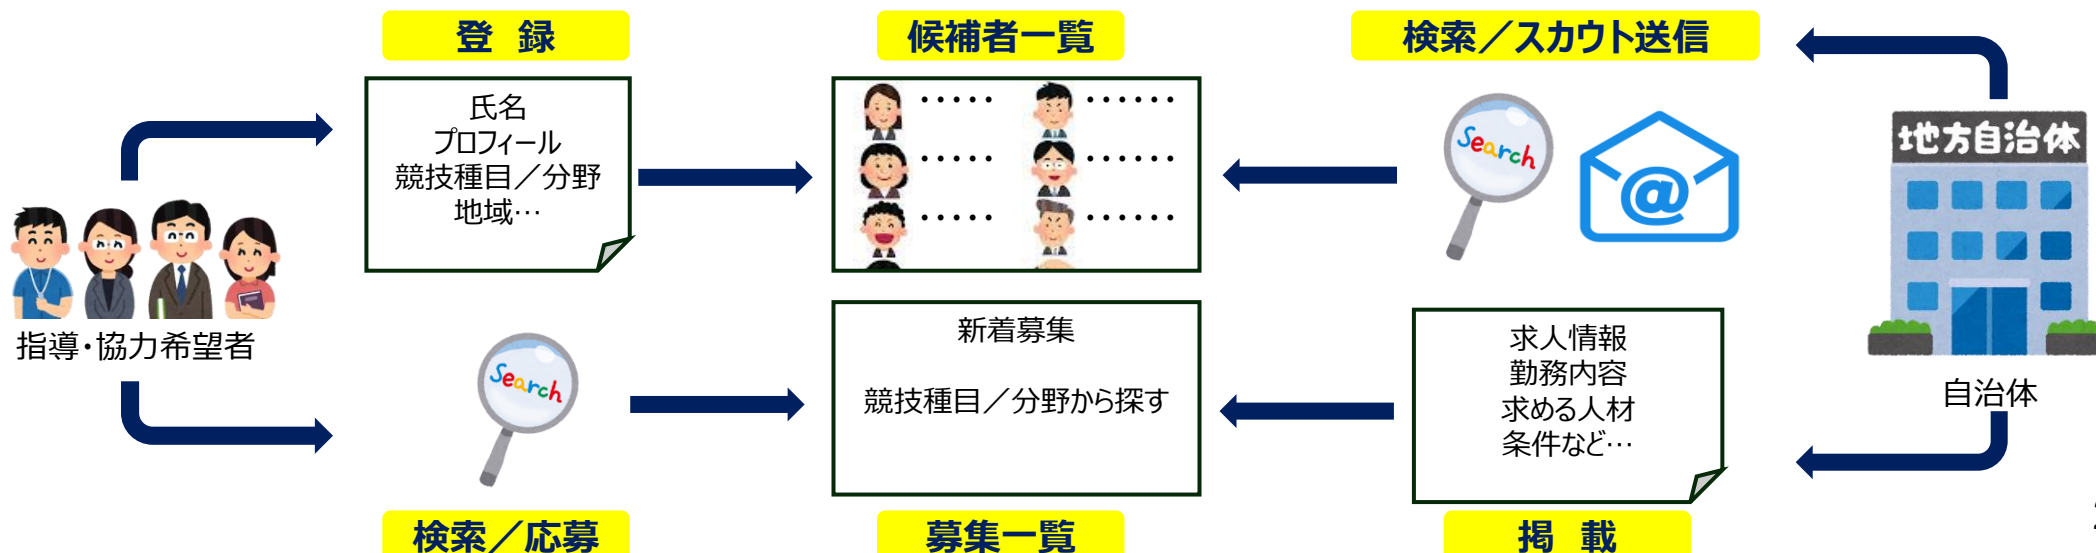 登 録
候補者一覧
検索／スカウト送信
氏名
プロフィール
競技種目／分野
地域…
・・・・・ ・・・・・・
・・・・・ ・・・・・・
・・・・・ ・・・・・・
Search
@
地方自治体
指導・協力希望者
自治体
Search
新着募集
競技種目／分野から探す
求人情報
勤務内容
求める人材
条件など…
検索／応募
募集一覧
掲 載